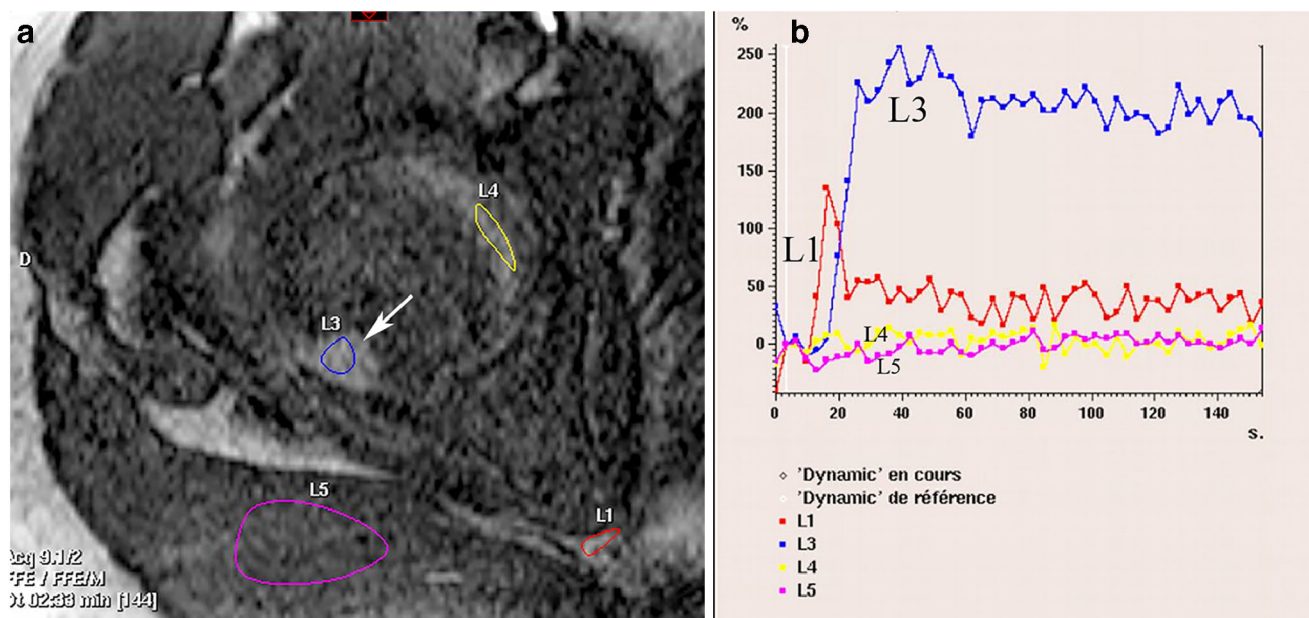 a
L4
D
L3
L5
L1
Acq 9.1/2
FFE / FFE/M
02:33 min [144]
b
%
250
200
150
100
50
0
L3
L1
L4
L5
0 20 40 60 80 100 120 140
s.
'Dynamic' en cours
'Dynamic' de référence
L1
L3
L4
L5